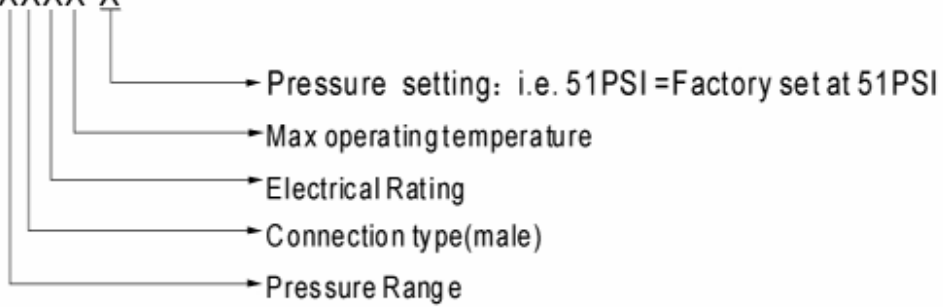 Pressure setting: i.e. 51PSI =Factory set at 51PSI
Max operating temperature
Electrical Rating
Connection type(male)
Pressure Range